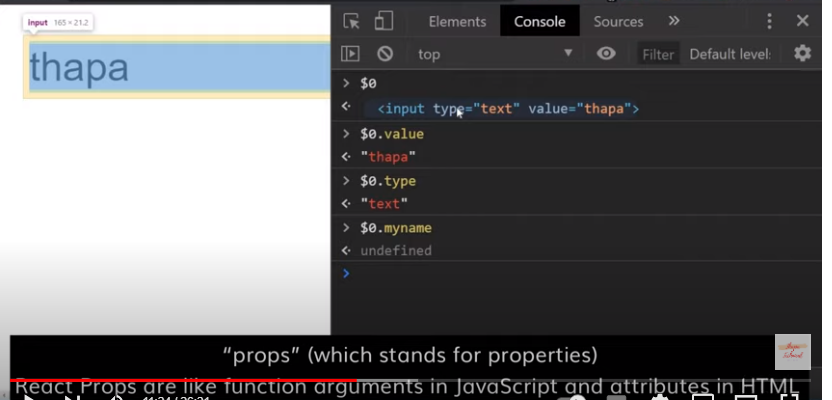 input 165 × 21.2
thapa
Elements Console Sources
top Filter Default level:
> $0
<input type="text" value="thapa">
> $0.value
"thapa"
> $0.type
"text"
> $0.myname
undefined
>
“props” (which stands for properties)
React Props are like function arguments in JavaScript and attributes in HTML